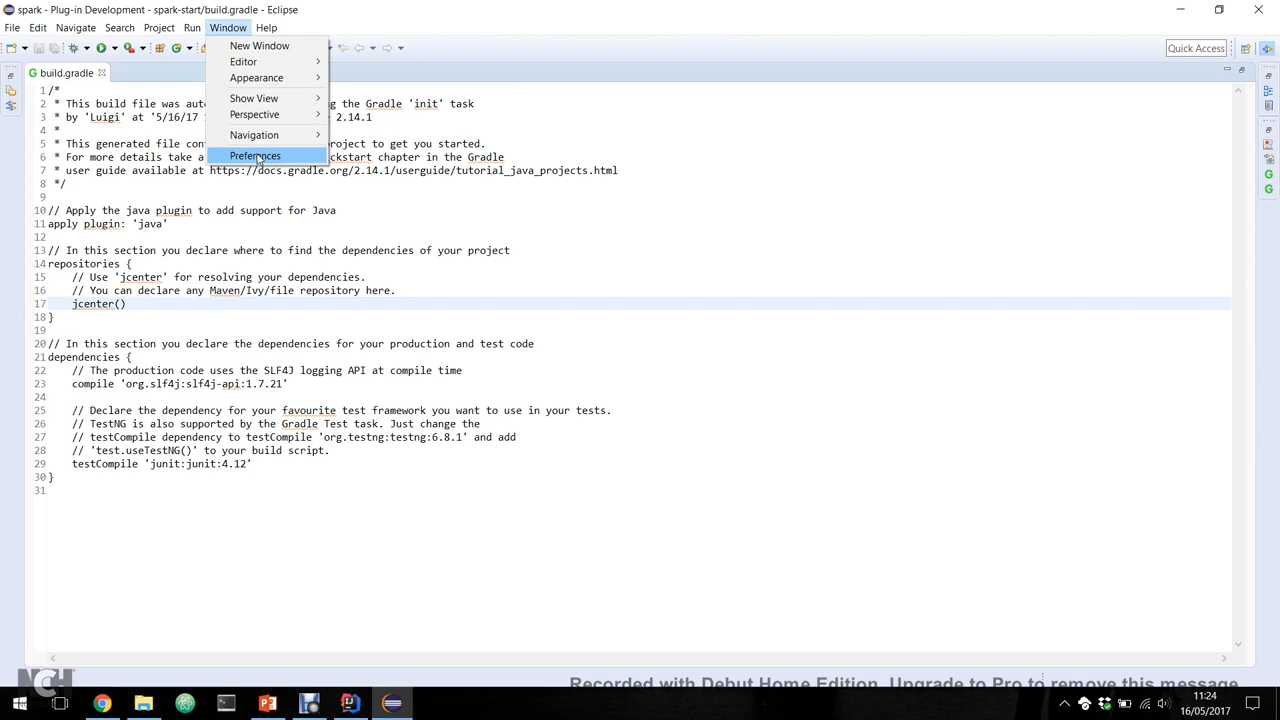 spark - Plug-in Development - spark-start/build.gradle - Eclipse
File Edit Navigate Search Project Run Window Help
Quick Access
New Window
Editor
Appearance
Show View
Perspective
Navigation
Preferences
build.gradle
1 /*
2 * This build file was aut ng the Gradle 'init' task
3 * by 'Luigi' at '5/16/17 1 2.14.1
4 *
5 * This generated file cont project to get you started.
6 * For more details take a ckstart chapter in the Gradle
7 * user guide available at https://docs.gradle.org/2.14.1/userguide/tutorial_java_projects.html
8 */
9
10 // Apply the java plugin to add support for Java
11 apply plugin: 'java'
12
13 // In this section you declare where to find the dependencies of your project
14 repositories {
15 // Use 'jcenter' for resolving your dependencies.
16 // You can declare any Maven/Ivy/file repository here.
17 jcenter()
18 }
19
20 // In this section you declare the dependencies for your production and test code
21 dependencies {
22 // The production code uses the SLF4J logging API at compile time
23 compile 'org.slf4j:slf4j-api:1.7.21'
24
25 // Declare the dependency for your favourite test framework you want to use in your tests.
26 // TestNG is also supported by the Gradle Test task. Just change the
27 // testCompile dependency to testCompile 'org.testng:testng:6.8.1' and add
28 // 'test.useTestNG()' to your build script.
29 testCompile 'junit:junit:4.12'
30 }
31
NCH
Recorded with Debut Home Edition. Upgrade to Pro to remove this message
11:24
16/05/2017